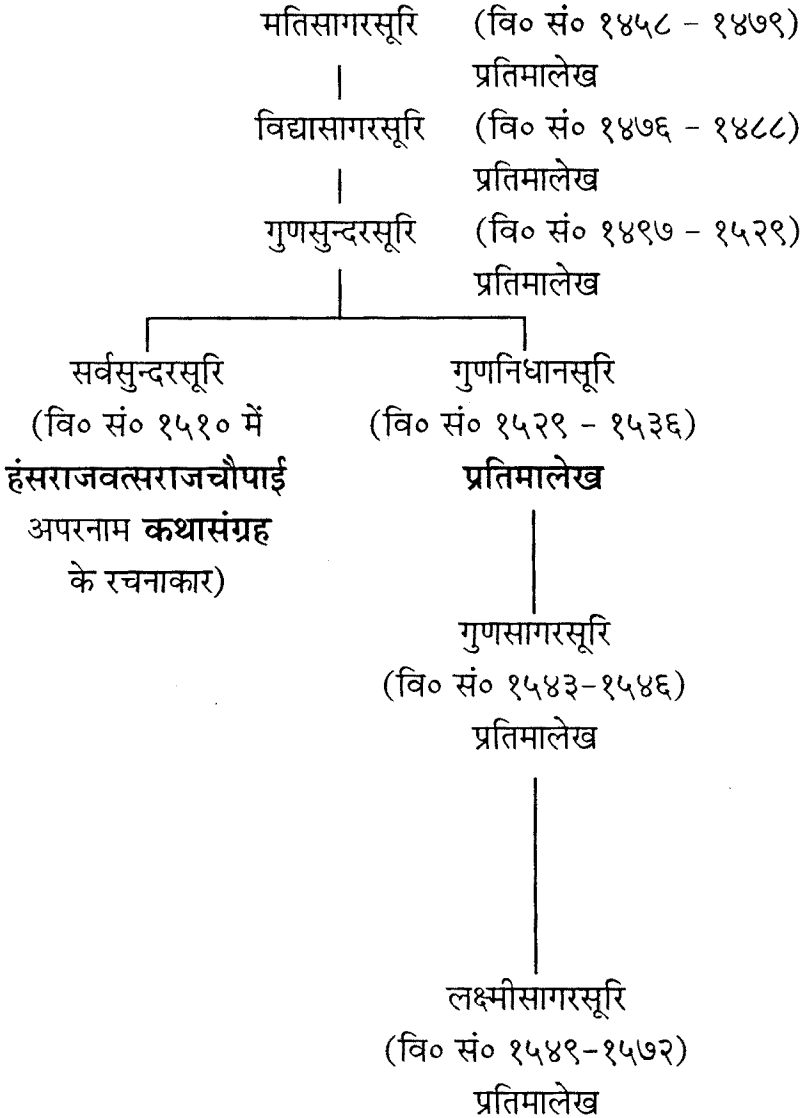 मतिसागरसूरि (वि० सं० १४५८ - १४७९)
प्रतिमालेख
विद्यासागरसूरि (वि० सं० १४७६ - १४८८)
प्रतिमालेख
गुणसुन्दरसूरि (वि० सं० १४९७ - १५२९)
प्रतिमालेख
सर्वसुन्दरसूरि
(वि० सं० १५१० में
हंसराजवत्सराजचौपाई
अपरनाम कथासंग्रह
के रचनाकार)
गुणनिधानसूरि
(वि० सं० १५२९ - १५३६)
प्रतिमालेख
गुणसागरसूरि
(वि० सं० १५४३-१५४६)
प्रतिमालेख
लक्ष्मीसागरसूरि
(वि० सं० १५४९-१५७२)
प्रतिमालेख